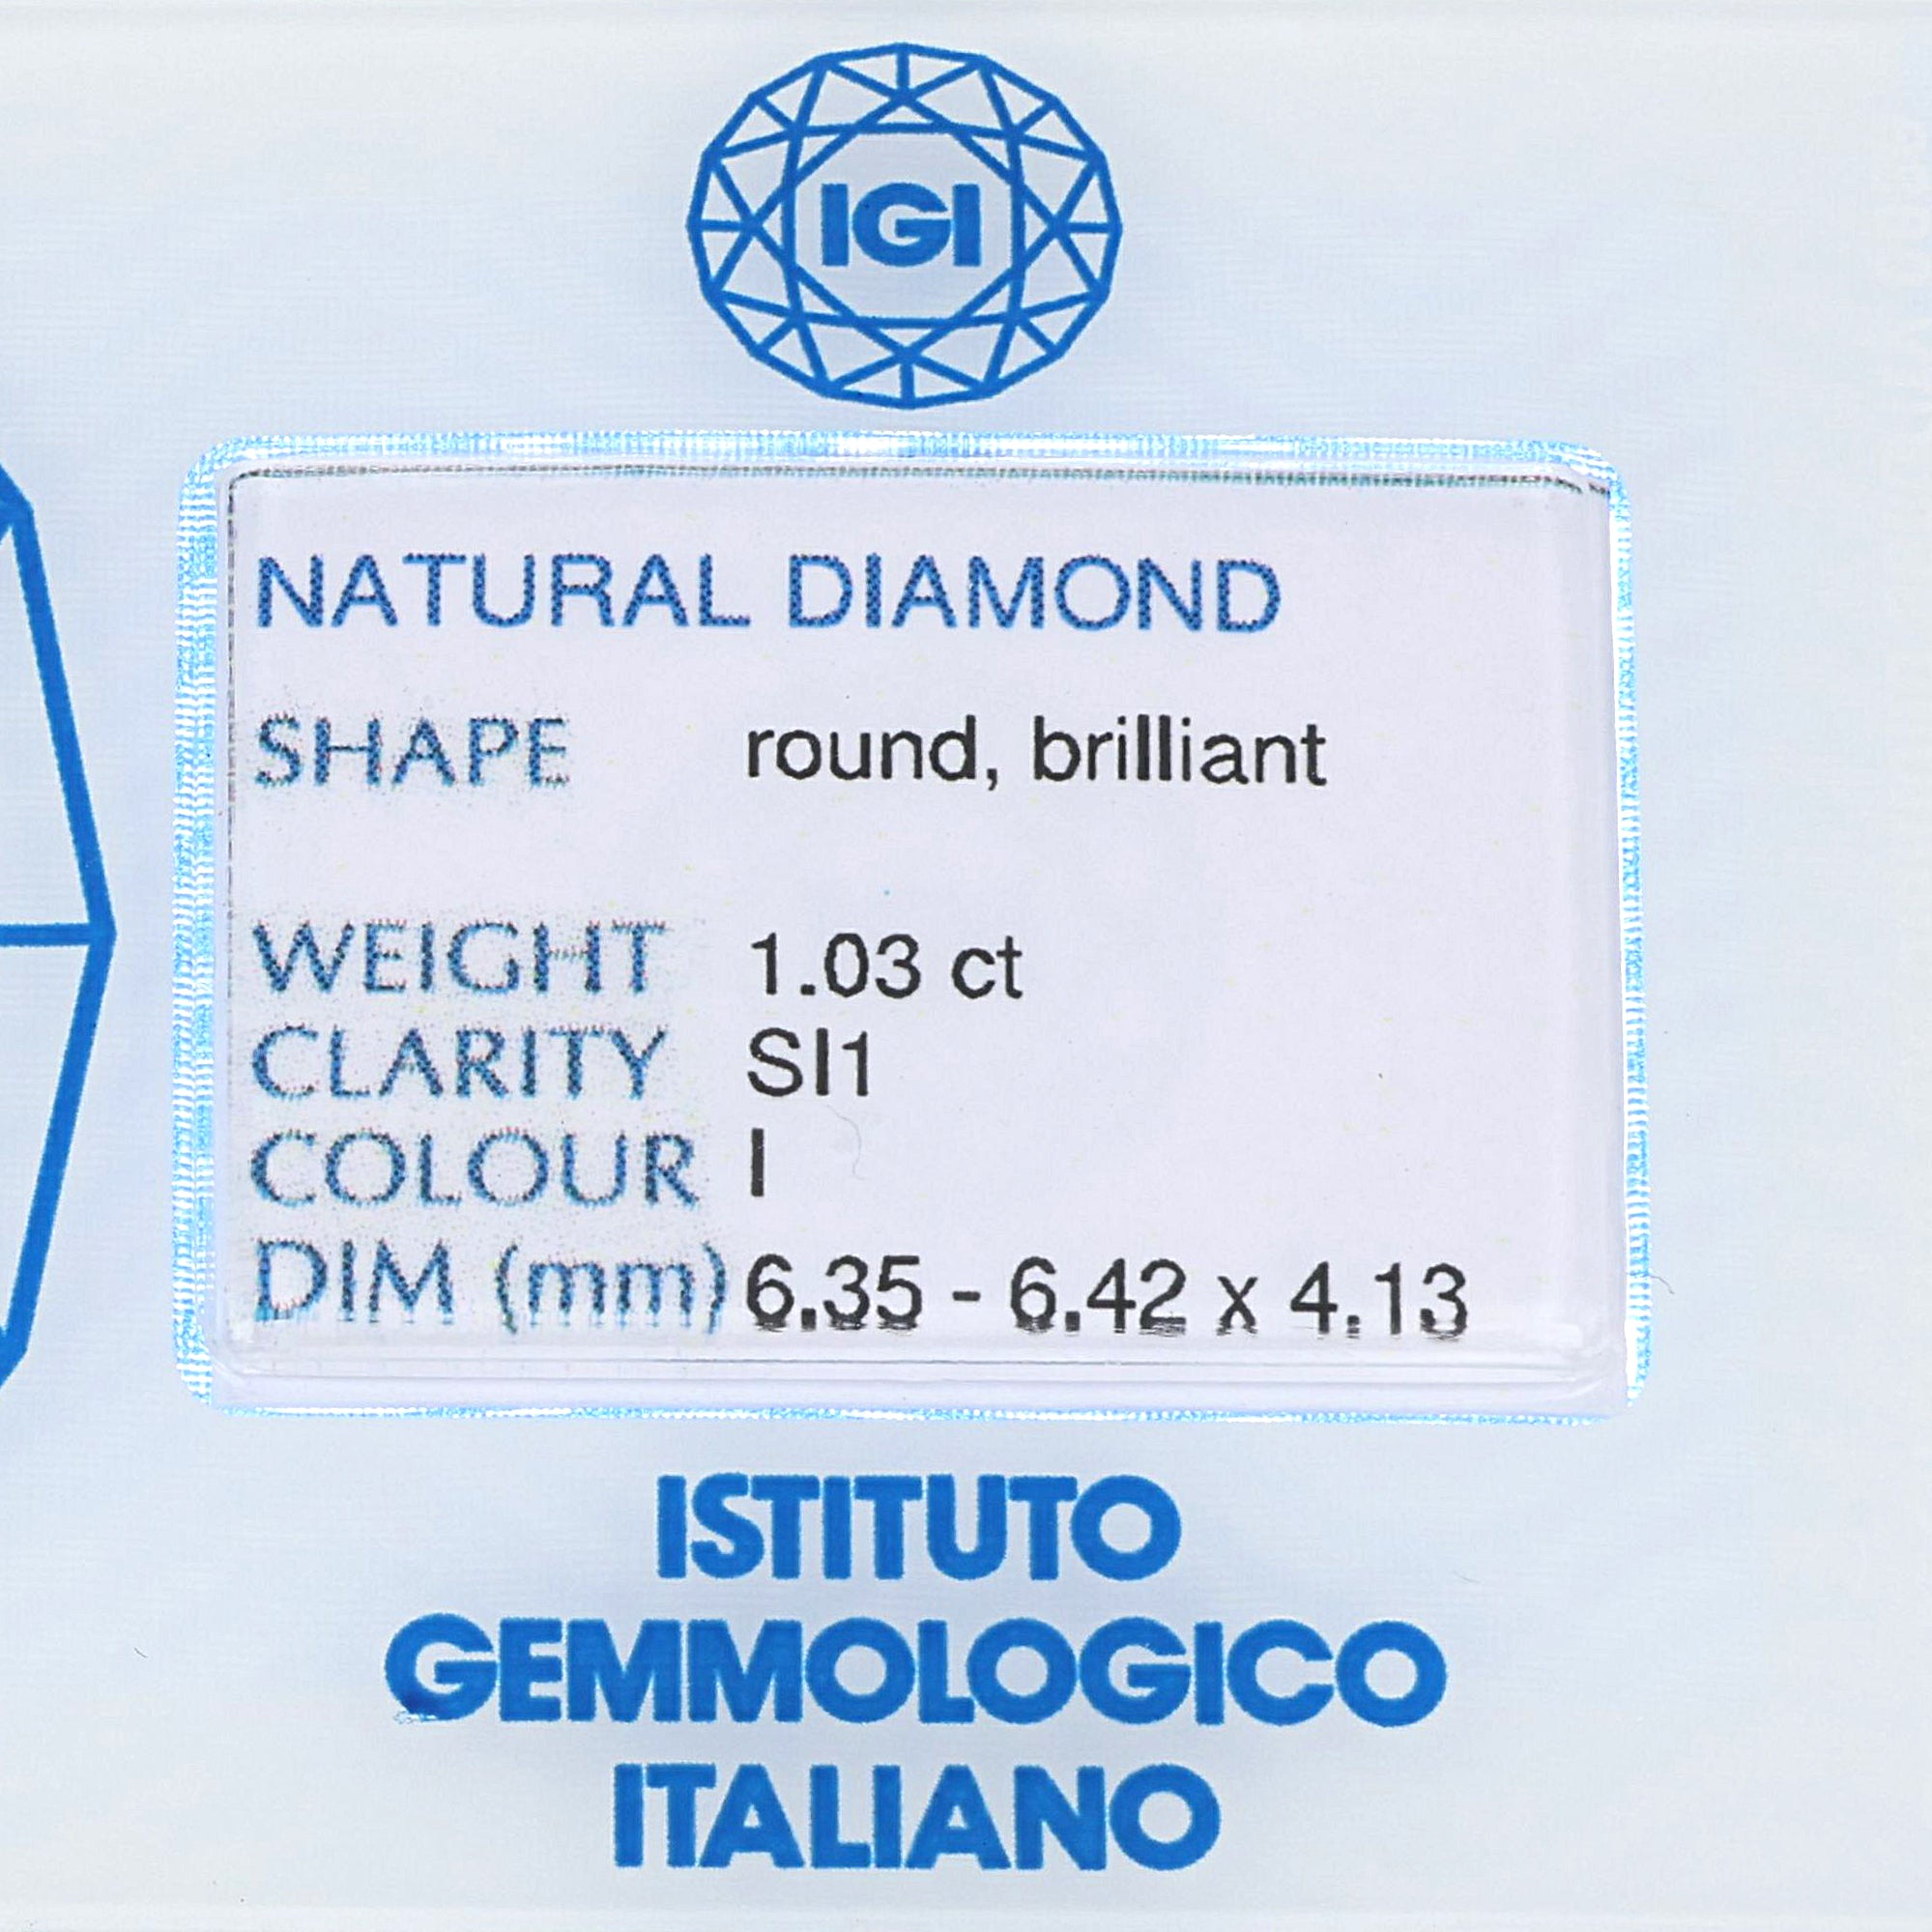 IGI
NATURAL DIAMOND
SHAPE round, brilliant
WEIGHT 1.03 ct
CLARITY SI1
COLOUR I
DIM (mm) 6.35 - 6.42 x 4.13
ISTITUTO
GEMMOLOGICO
ITALIANO